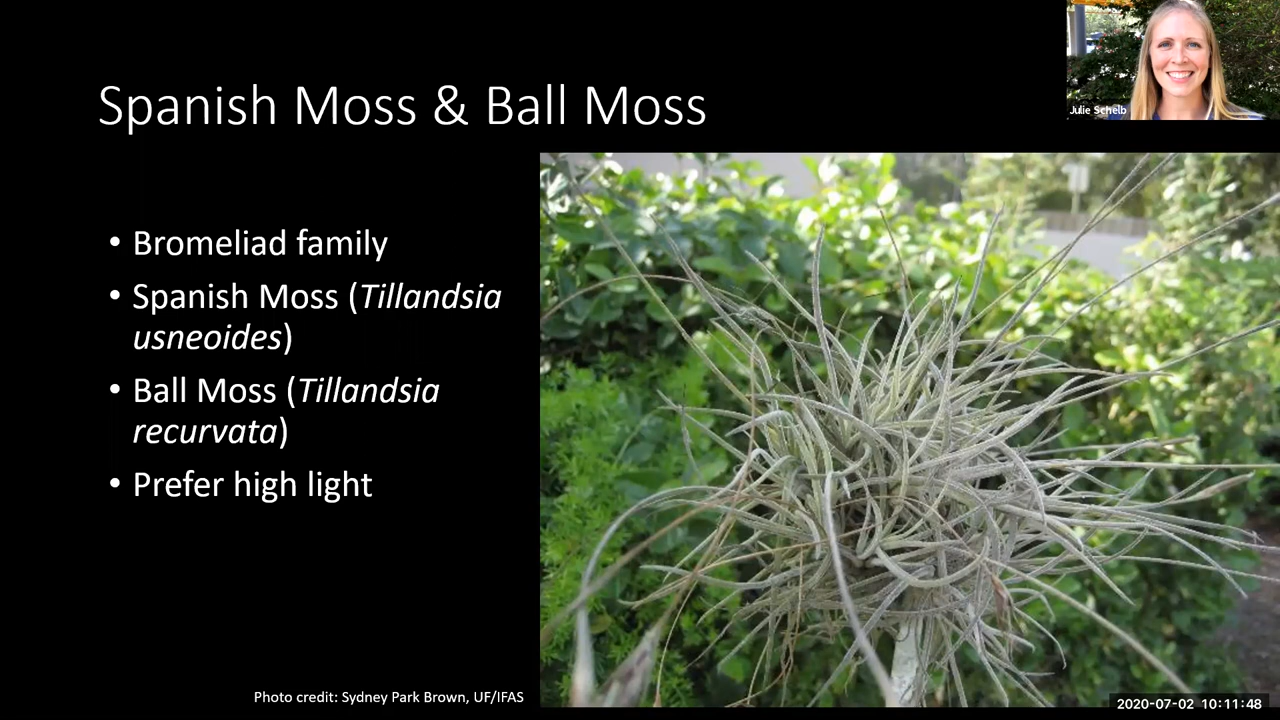 Julie Schelb
Spanish Moss & Ball Moss
• Bromeliad family
• Spanish Moss (Tillandsia
usneoides)
• Ball Moss (Tillandsia
recurvata)
• Prefer high light
Photo credit: Sydney Park Brown, UF/IFAS
2020-07-02 10:11:48